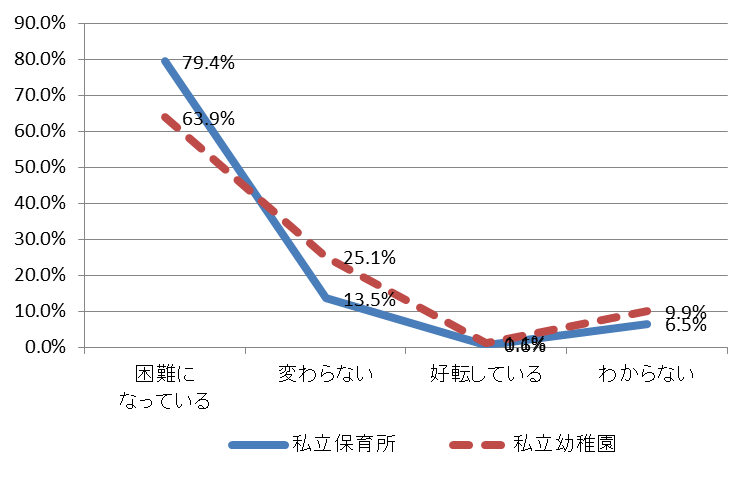 90.0%
80.0%
79.4%
70.0%
63.9%
60.0%
50.0%
40.0%
30.0%
25.1%
20.0%
13.5%
10.0%
9.9%
6.5%
0.0%
困難に
なっている
変わらない
好転している
わからない
私立保育所
私立幼稚園